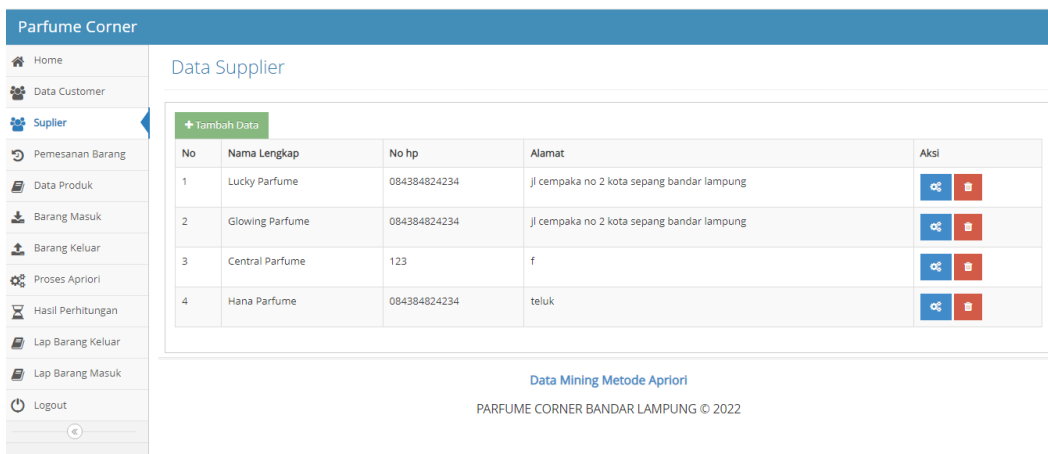 Parfume Corner
Home
Data Customer
Suplier
Pemesanan Barang
Data Produk
Barang Masuk
Barang Keluar
Proses Apriori
Hasil Perhitungan
Lap Barang Keluar
Lap Barang Masuk
Logout
Data Supplier
Tambah Data
No Nama Lengkap No hp Alamat Aksi
1 Lucky Parfume 084384824234 jl cempaka no 2 kota sepang bandar lampung
2 Glowing Parfume 084384824234 jl cempaka no 2 kota sepang bandar lampung
3 Central Parfume 123 f
4 Hana Parfume 084384824234 teluk
Data Mining Metode Apriori
PARFUME CORNER BANDAR LAMPUNG © 2022